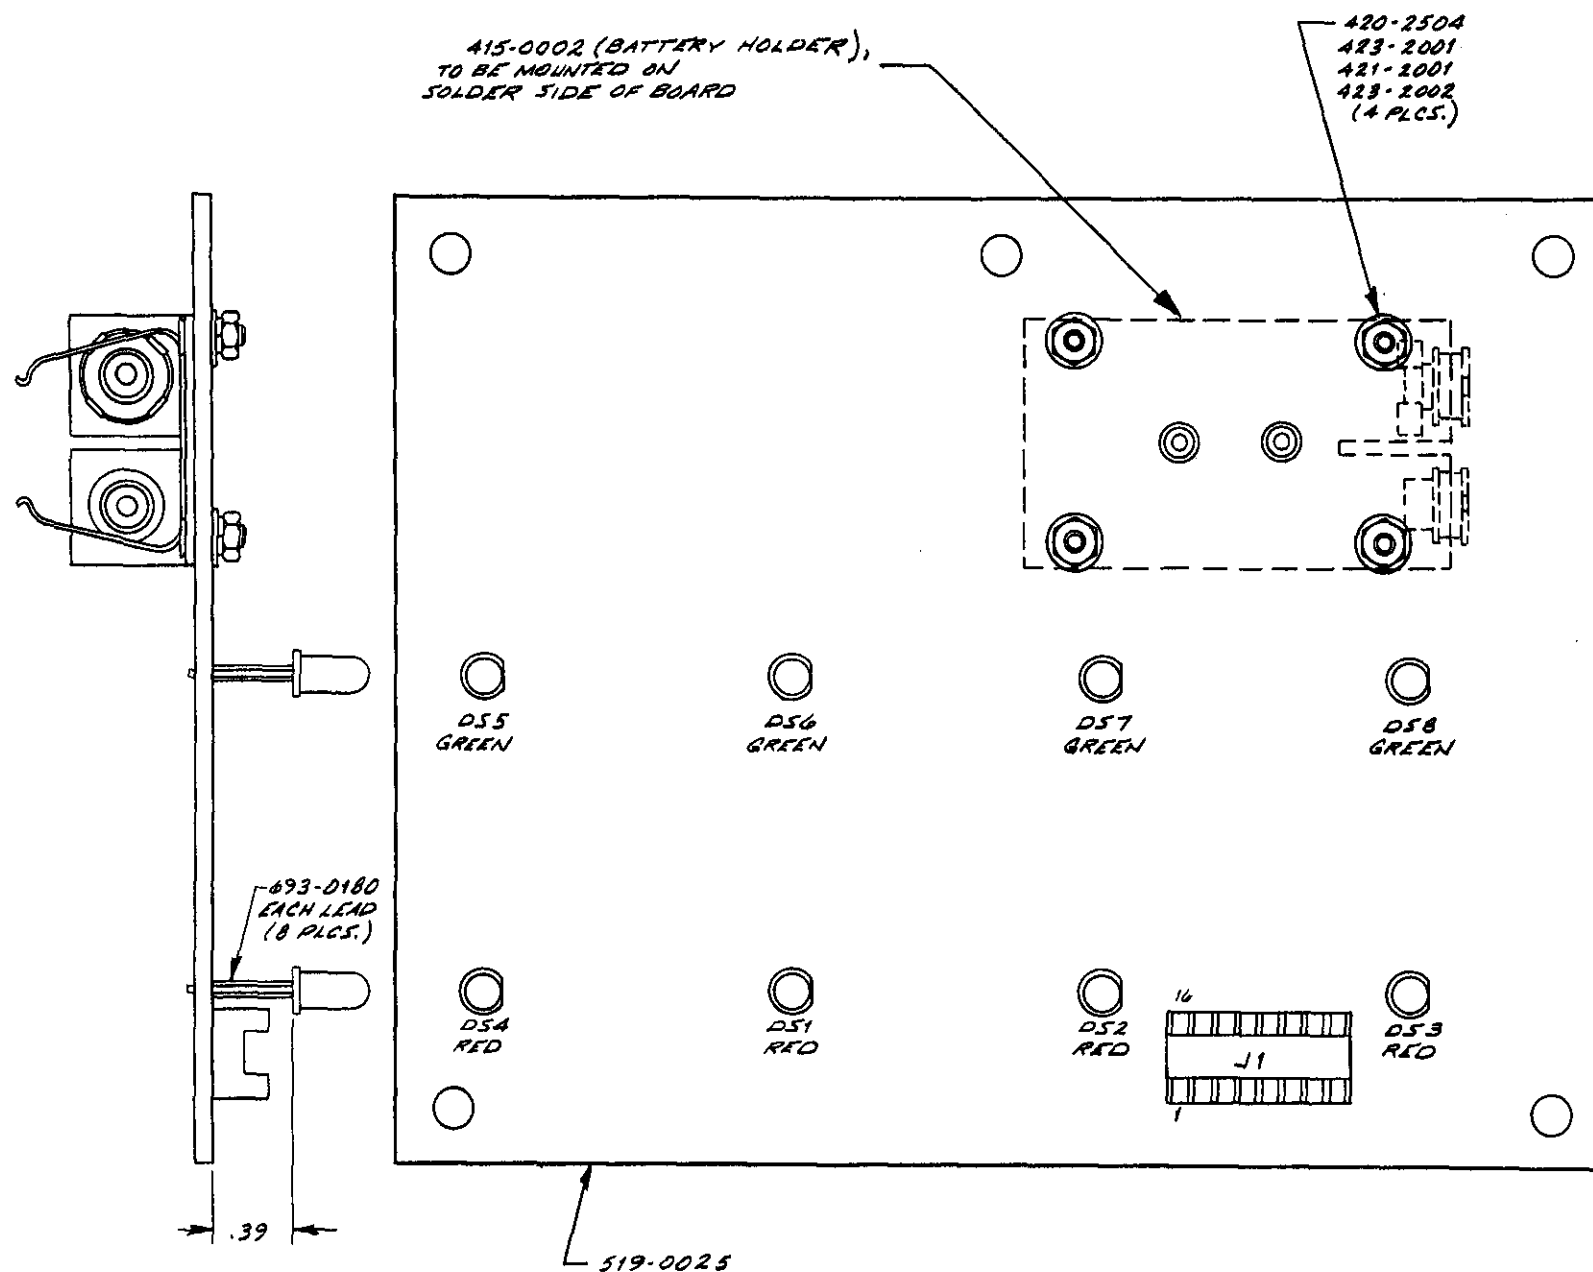 415-0002 (BATTERY HOLDER),
TO BE MOUNTED ON
SOLDER SIDE OF BOARD
420-2504
423-2001
421-2001
423-2002
(4 PLCS.)
DS5
GREEN
DS6
GREEN
DS7
GREEN
DS8
GREEN
693-0180
EACH LEAD
(8 PLCS.)
DS4
RED
DS1
RED
DS2
RED
DS3
RED
16
J1
1
.39
519-0025